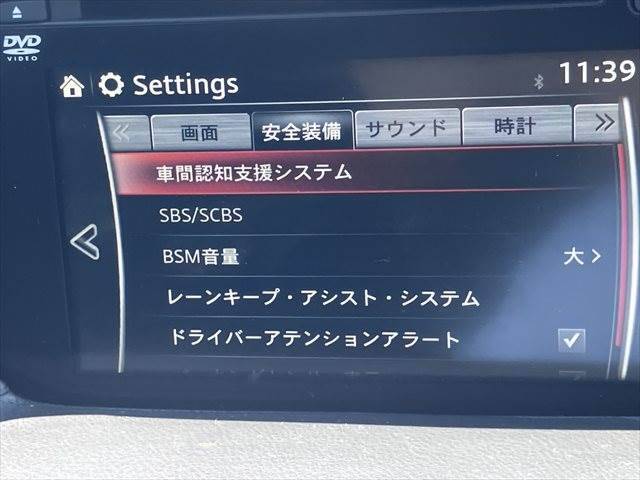 DVD
VIDEO
Settings
11:39
画面
安全装備
サウンド
時計
車間認知支援システム
SBS/SCBS
BSM音量
大
レーンキープ・アシスト・システム
ドライバーアテンションアラート